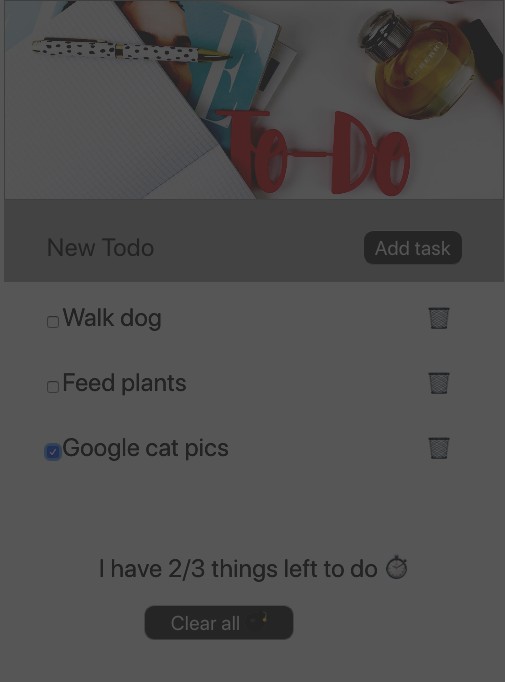 To-Do
New Todo
Add task
Walk dog
Feed plants
Google cat pics
I have 2/3 things left to do
Clear all